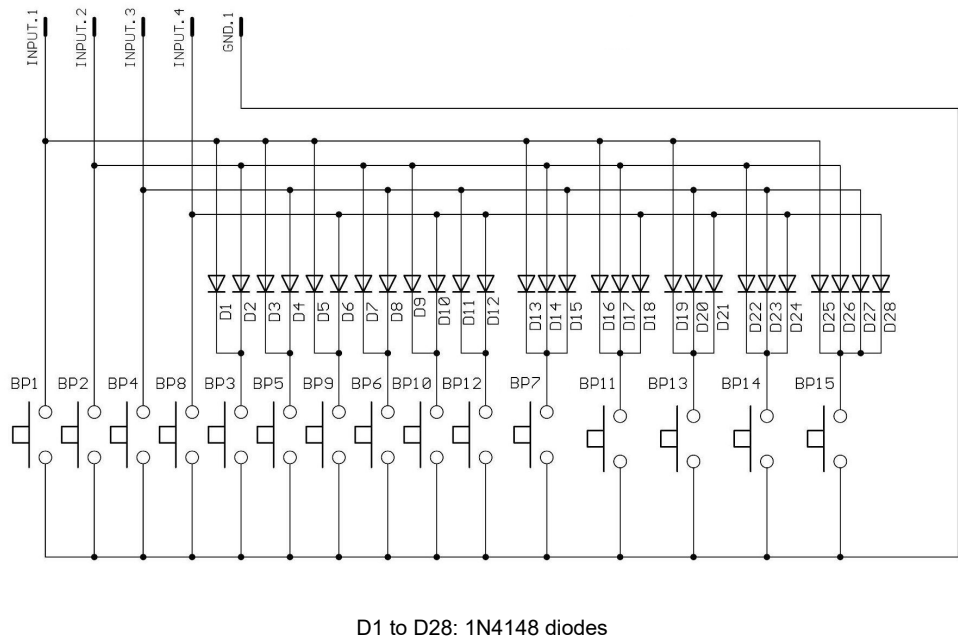 INPUT.1
INPUT.2
INPUT.3
INPUT.4
GND.1
D1
D2
D3
D4
D5
D6
D7
D8
D9
D10
D11
D12
D13
D14
D15
D16
D17
D18
D19
D20
D21
D22
D23
D24
D25
D26
D27
D28
BP1
BP2
BP4
BP8
BP3
BP5
BP9
BP6
BP10
BP12
BP7
BP11
BP13
BP14
BP15
D1 to D28: 1N4148 diodes